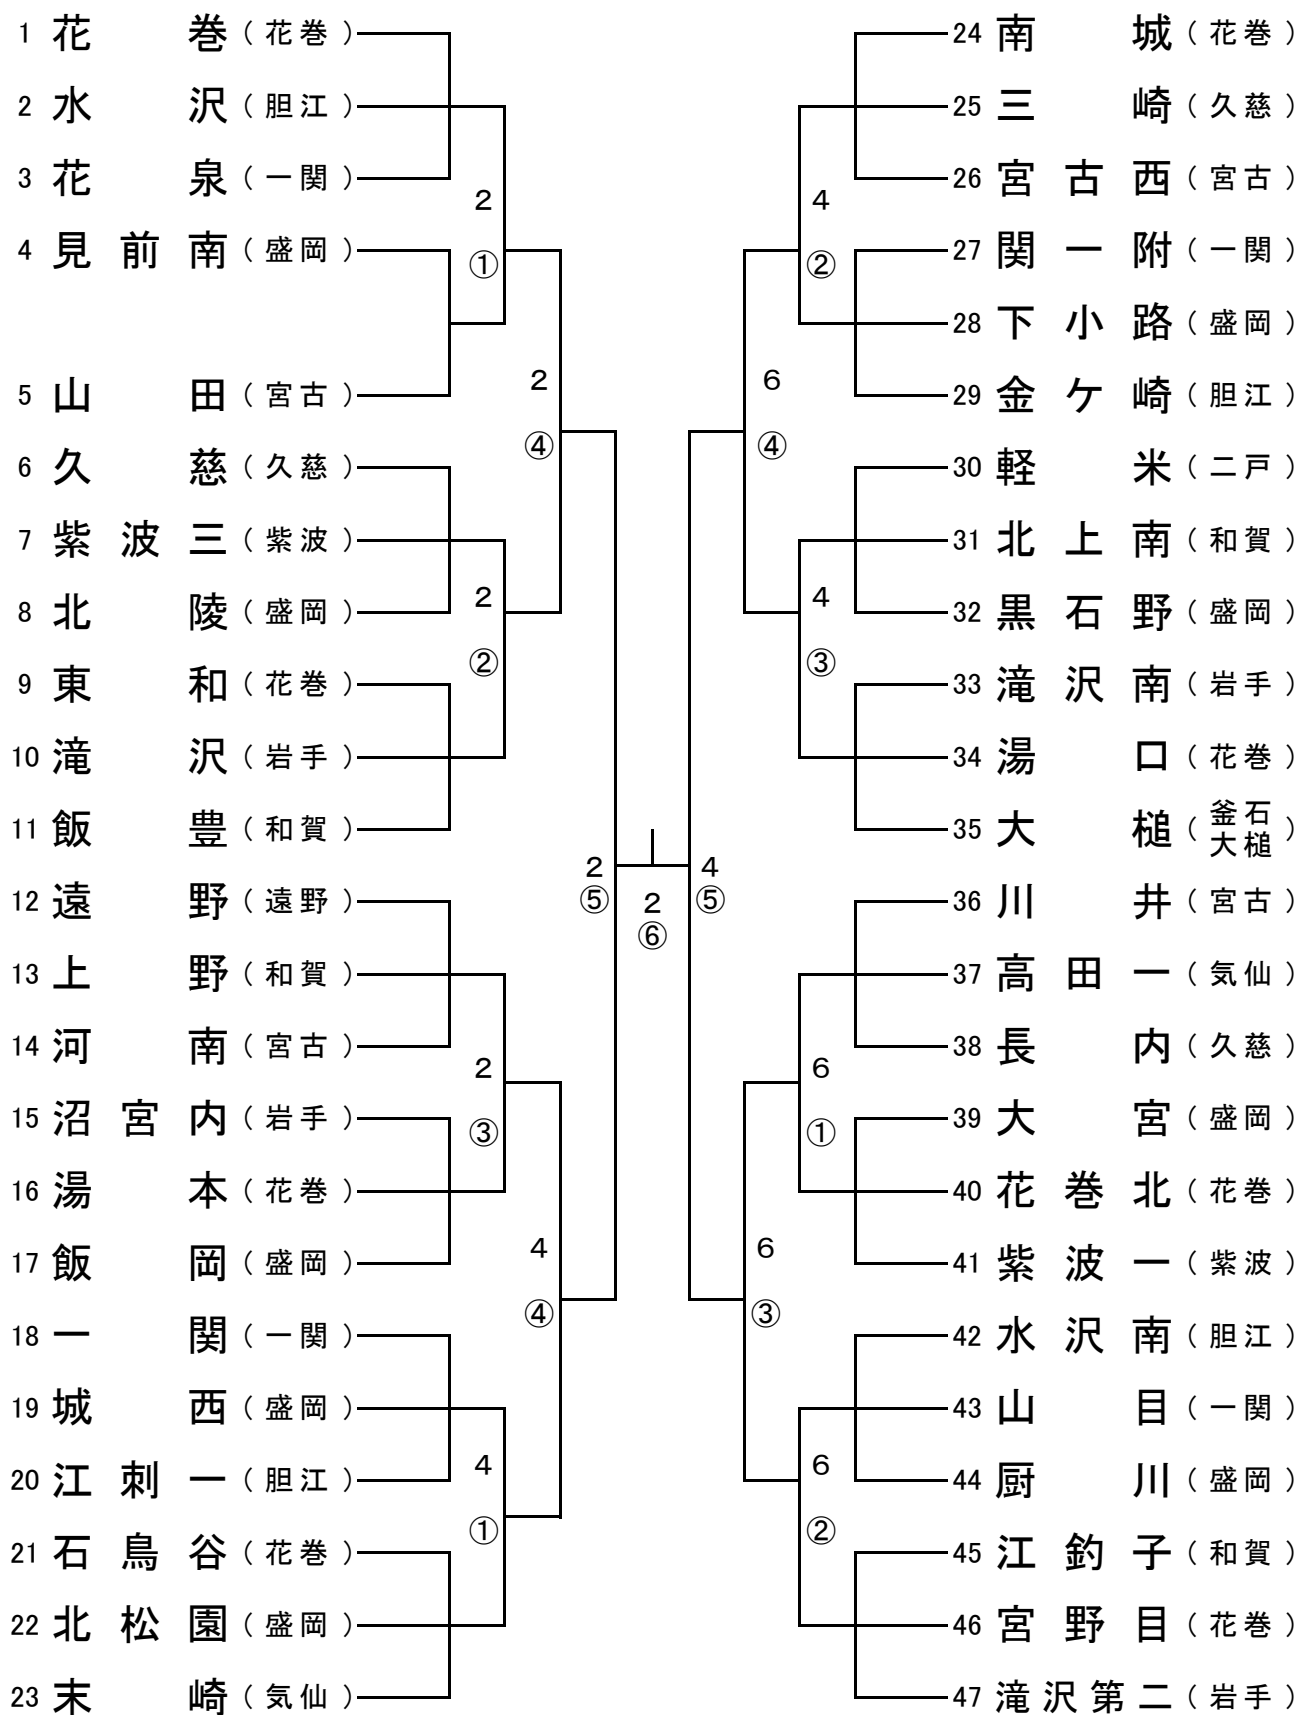 1 花巻（花巻）
2 水沢（胆江）
3 花泉（一関）
2
4 見前南（盛岡）
①
5 山田（宮古）
2
④
6 久慈（久慈）
7 紫波三（紫波）
8 北陵（盛岡）
2
②
9 東和（花巻）
10 滝沢（岩手）
11 飯豊（和賀）
2
⑤
12 遠野（遠野）
13 上野（和賀）
14 河南（宮古）
2
③
15 沼宮内（岩手）
16 湯本（花巻）
17 飯岡（盛岡）
4
④
18 一関（一関）
19 城西（盛岡）
20 江刺一（胆江）
4
①
21 石鳥谷（花巻）
22 北松園（盛岡）
23 末崎（気仙）
2
⑥
24 南城（花巻）
25 三崎（久慈）
26 宮古西（宮古）
4
②
27 関一附（一関）
28 下小路（盛岡）
29 金ケ崎（胆江）
6
④
30 軽米（二戸）
31 北上南（和賀）
32 黒石野（盛岡）
4
③
33 滝沢南（岩手）
34 湯口（花巻）
35 大槌（釜石大槌）
4
⑤
36 川井（宮古）
37 高田一（気仙）
38 長内（久慈）
6
①
39 大宮（盛岡）
40 花巻北（花巻）
41 紫波一（紫波）
6
③
42 水沢南（胆江）
43 山目（一関）
44 厨川（盛岡）
6
②
45 江釣子（和賀）
46 宮野目（花巻）
47 滝沢第二（岩手）